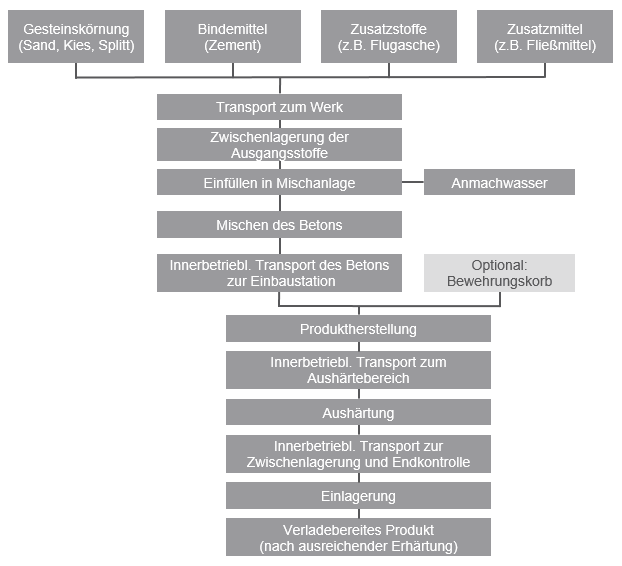 Gesteinskörnung
(Sand, Kies, Splitt)
Bindemittel
(Zement)
Zusatzstoffe
(z.B. Flugasche)
Zusatzmittel
(z.B. Fließmittel)
Transport zum Werk
Zwischenlagerung der
Ausgangsstoffe
Einfüllen in Mischanlage
Anmachwasser
Mischen des Betons
Innerbetriebl. Transport des Betons
zur Einbaustation
Optional:
Bewehrungskorb
Produktherstellung
Innerbetriebl. Transport zum
Aushärtebereich
Aushärtung
Innerbetriebl. Transport zur
Zwischenlagerung und Endkontrolle
Einlagerung
Verladebereites Produkt
(nach ausreichender Erhärtung)